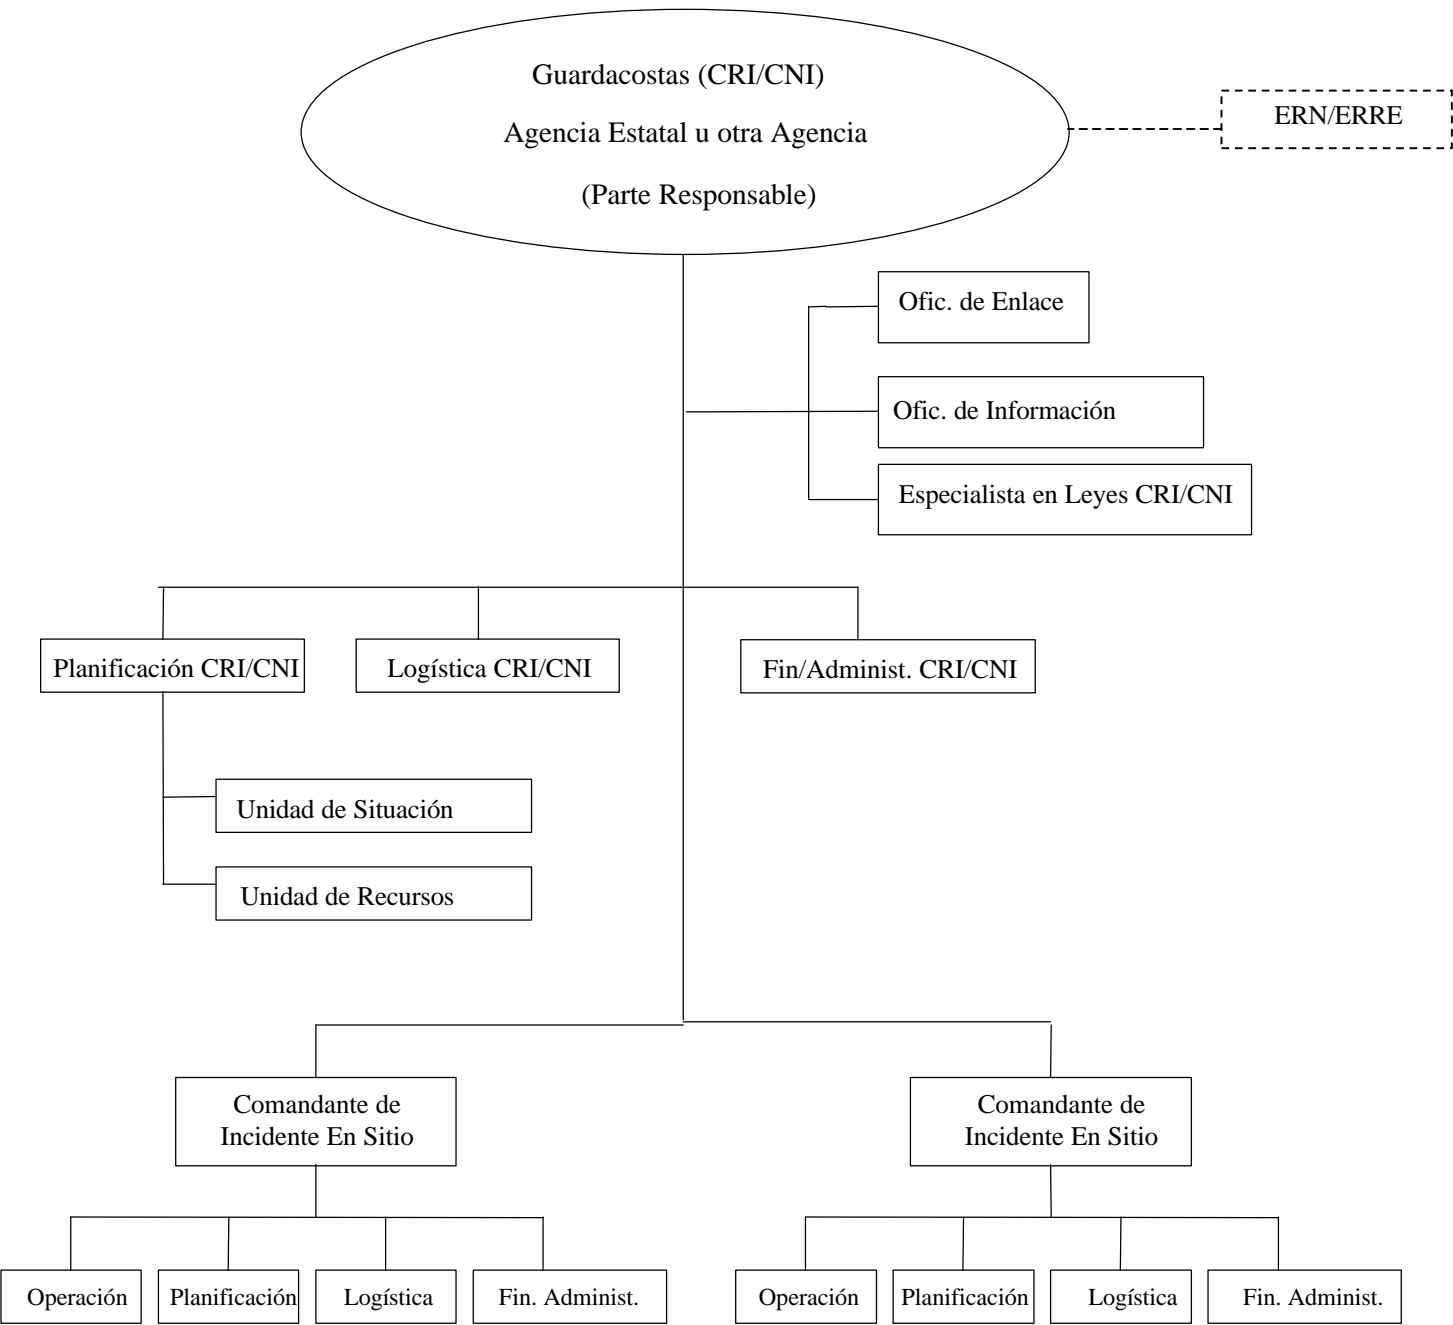 Guardacostas (CRI/CNI)
Agencia Estatal u otra Agencia
(Parte Responsable)
ERN/ERRE
Ofic. de Enlace
Ofic. de Información
Especialista en Leyes CRI/CNI
Planificación CRI/CNI
Logística CRI/CNI
Fin/Administ. CRI/CNI
Unidad de Situación
Unidad de Recursos
Comandante de
Incidente En Sitio
Comandante de
Incidente En Sitio
Operación
Planificación
Logística
Fin. Administ.
Operación
Planificación
Logística
Fin. Administ.